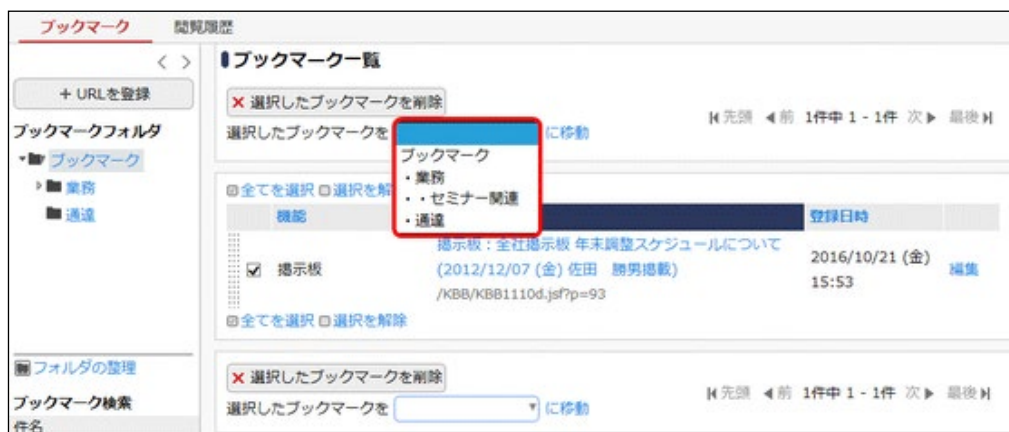 ブックマーク 閲覧履歴
< >
+ URLを登録
ブックマークフォルダ
ブックマーク
業務
通達
フォルダの整理
ブックマーク検索
件名
ブックマーク一覧
× 選択したブックマークを削除
選択したブックマークを に移動
先頭 前 1件中 1 - 1件 次 最後
ブックマーク
・業務
・・セミナー関連
・通達
全てを選択 選択を解
機能 登録日時
掲示板 掲示板:全社掲示板 年末調整スケジュールについて
(2012/12/07 (金) 佐田 勝男掲載)
/KBB/KBB1110d.jsf?p=93
2016/10/21 (金)
15:53
編集
全てを選択 選択を解除
× 選択したブックマークを削除
選択したブックマークを に移動
先頭 前 1件中 1 - 1件 次 最後